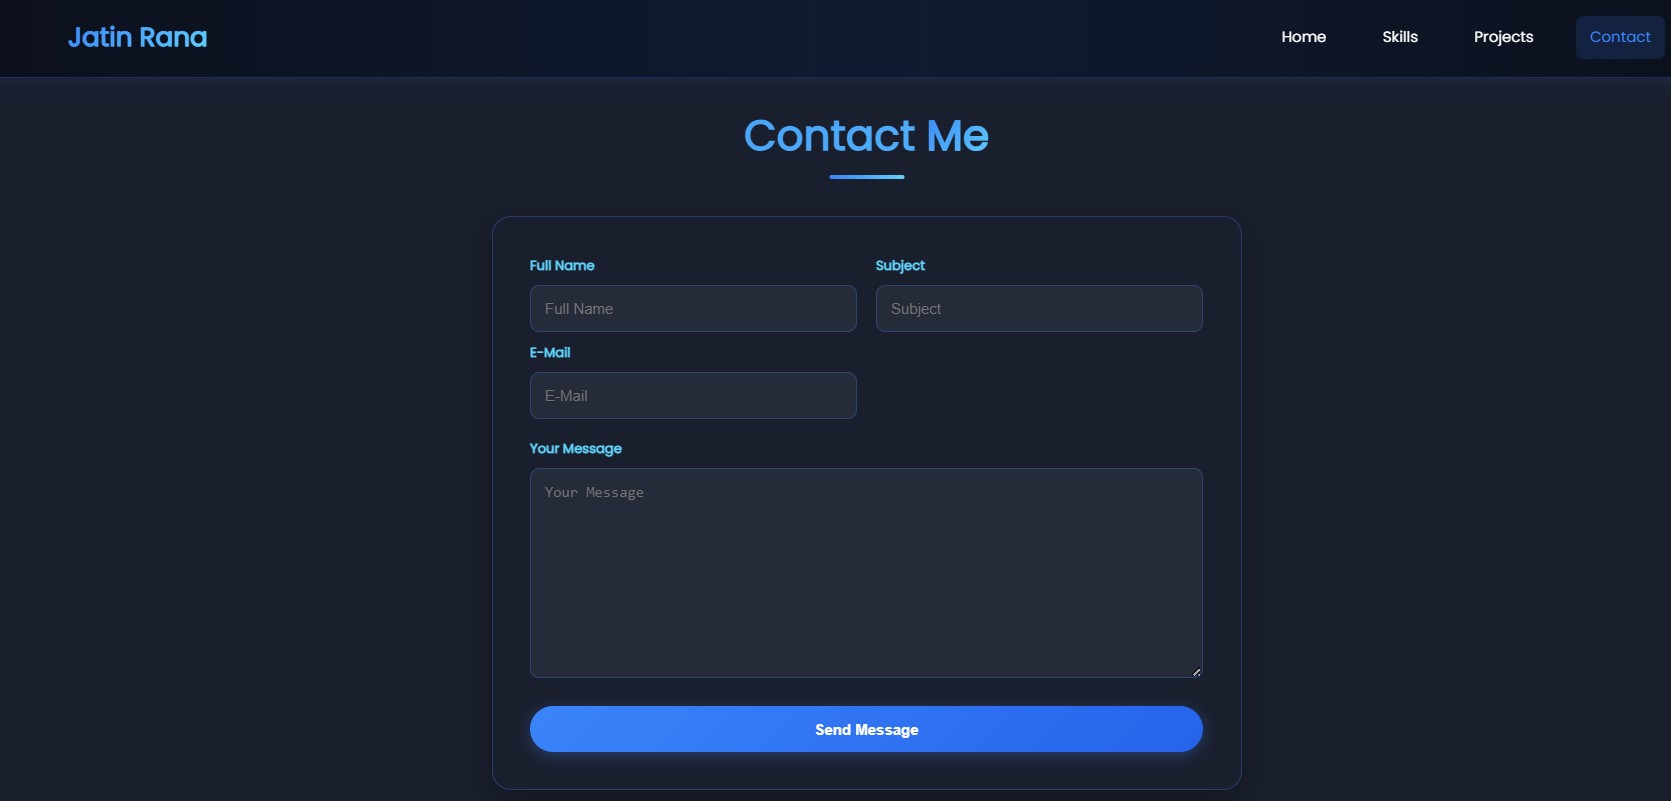 Jatin Rana
Home Skills Projects Contact
Contact Me
Full Name
Full Name
Subject
Subject
E-Mail
E-Mail
Your Message
Your Message
Send Message